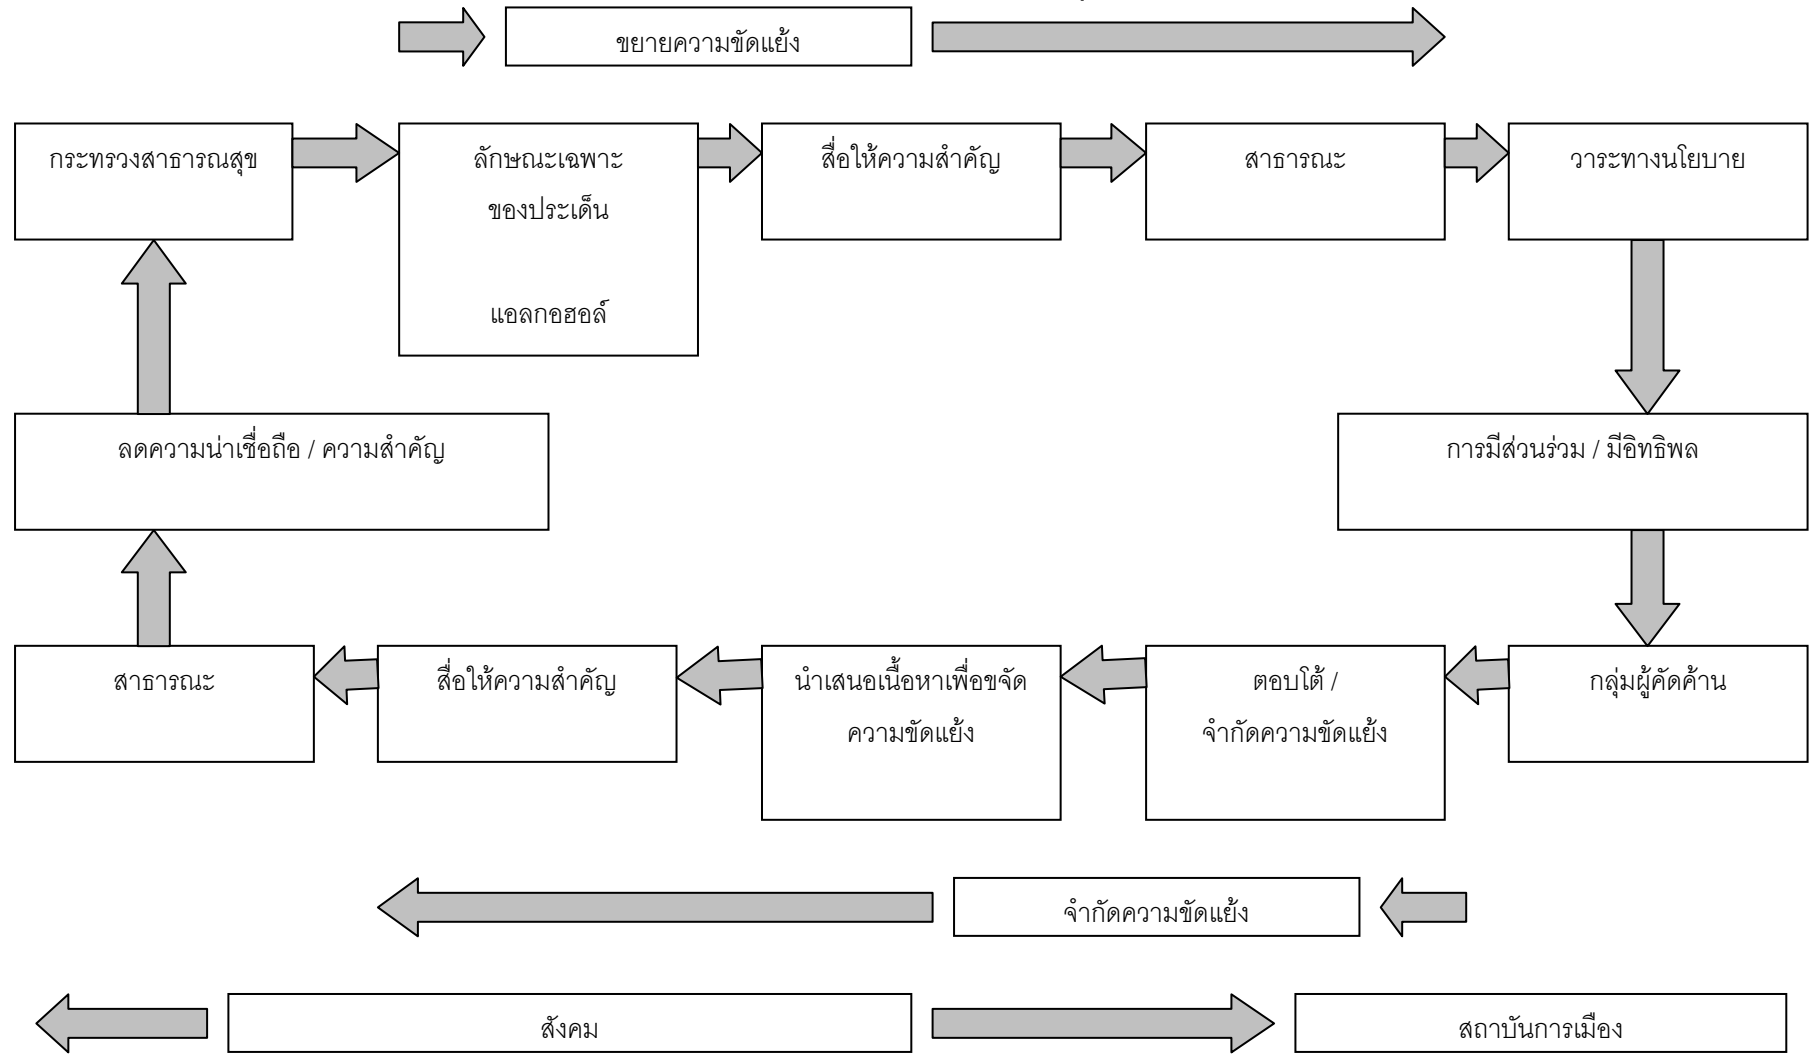 ขยายความขัดแย้ง
กระทรวงสาธารณสุข
ลักษณะเฉพาะ
ของประเด็น
แอลกอฮอล์
สื่อให้ความสำคัญ
สาธารณะ
วาระทางนโยบาย
ลดความน่าเชื่อถือ / ความสำคัญ
การมีส่วนร่วม / มีอิทธิพล
สาธารณะ
สื่อให้ความสำคัญ
นำเสนอเนื้อหาเพื่อขจัด
ความขัดแย้ง
ตอบโต้ /
จำกัดความขัดแย้ง
กลุ่มผู้คัดค้าน
จำกัดความขัดแย้ง
สังคม
สถาบันการเมือง